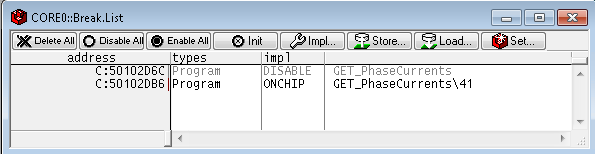 CORE0::Break.List
Delete All Disable All Enable All Init Impl... Store... Load... Set...
address types impl
C:50102D6C Program DISABLE GET_PhaseCurrents
C:50102DB6 Program ONCHIP GET_PhaseCurrents\41